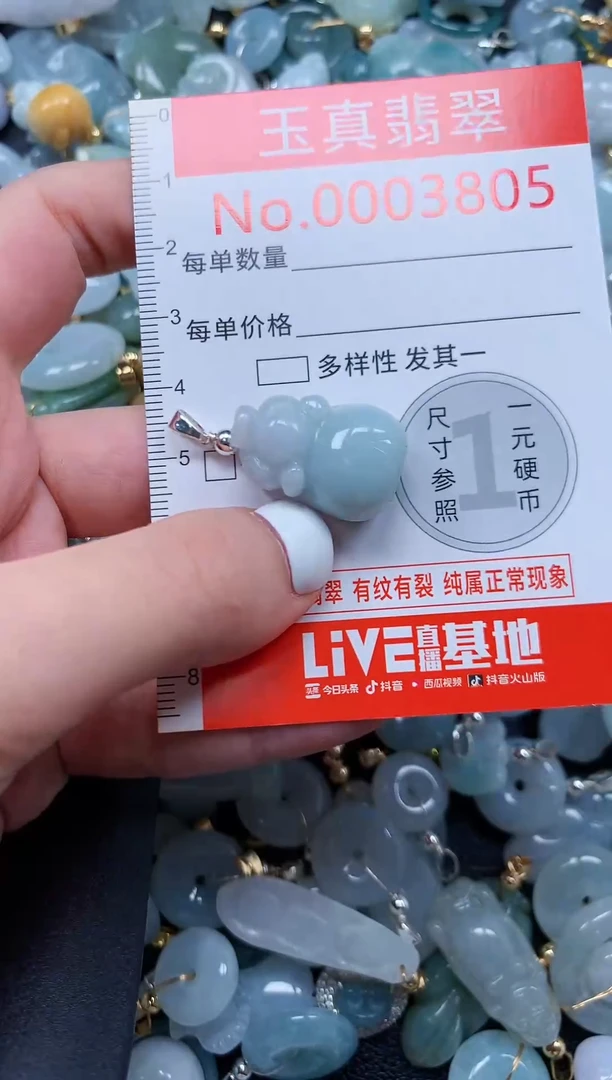 玉真翡翠
No.0003805
每单数量
每单价格
多样性 发其一
尺寸参照
1
一元硬币
翡翠 有纹有裂 纯属正常现象
LiVE直播基地
头条 今日头条 抖音 西瓜视频 抖音火山版
0
1
2
3
4
5
8